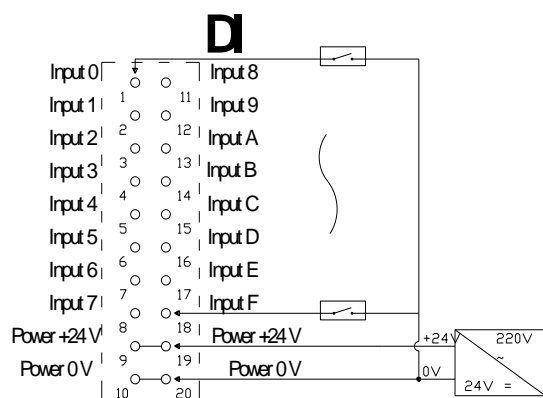 DI
Input 0 Input 8
1 11
Input 1 Input 9
2 12
Input 2 Input A
3 13
Input 3 Input B
4 14
Input 4 Input C
5 15
Input 5 Input D
6 16
Input 6 Input E
7 17
Input 7 Input F
8 18
Power +24V Power +24V +24V 220V
~
9 19
Power 0V Power 0V 0V
24V =
10 20